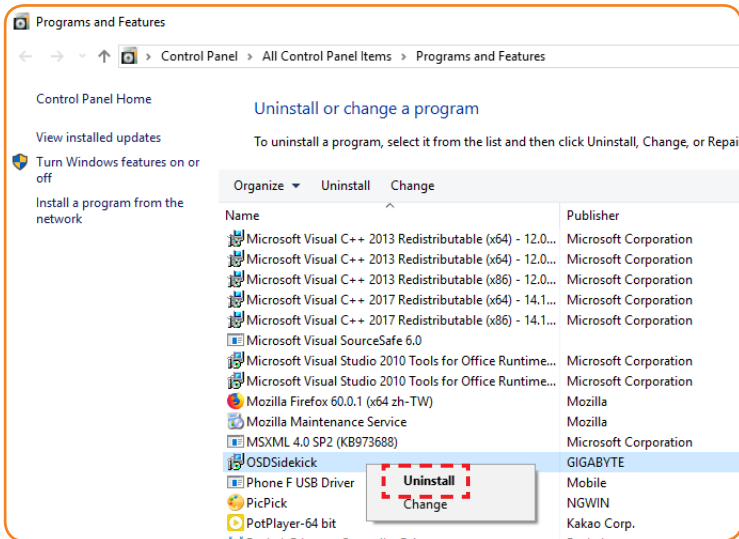 Programs and Features
Control Panel > All Control Panel Items > Programs and Features
Control Panel Home
View installed updates
Turn Windows features on or
off
Install a program from the
network
Uninstall or change a program
To uninstall a program, select it from the list and then click Uninstall, Change, or Repai
Organize Uninstall Change
Name Publisher
Microsoft Visual C++ 2013 Redistributable (x64) - 12.0... Microsoft Corporation
Microsoft Visual C++ 2013 Redistributable (x64) - 12.0... Microsoft Corporation
Microsoft Visual C++ 2013 Redistributable (x86) - 12.0... Microsoft Corporation
Microsoft Visual C++ 2017 Redistributable (x64) - 14.1... Microsoft Corporation
Microsoft Visual C++ 2017 Redistributable (x86) - 14.1... Microsoft Corporation
Microsoft Visual SourceSafe 6.0
Microsoft Visual Studio 2010 Tools for Office Runtime... Microsoft Corporation
Microsoft Visual Studio 2010 Tools for Office Runtime... Microsoft Corporation
Mozilla Firefox 60.0.1 (x64 zh-TW) Mozilla
Mozilla Maintenance Service Mozilla
MSXML 4.0 SP2 (KB973688) Microsoft Corporation
OSDSidekick GIGABYTE
Phone F USB Driver Uninstall Mobile
PicPick Change NGWIN
PotPlayer-64 bit Kakao Corp.